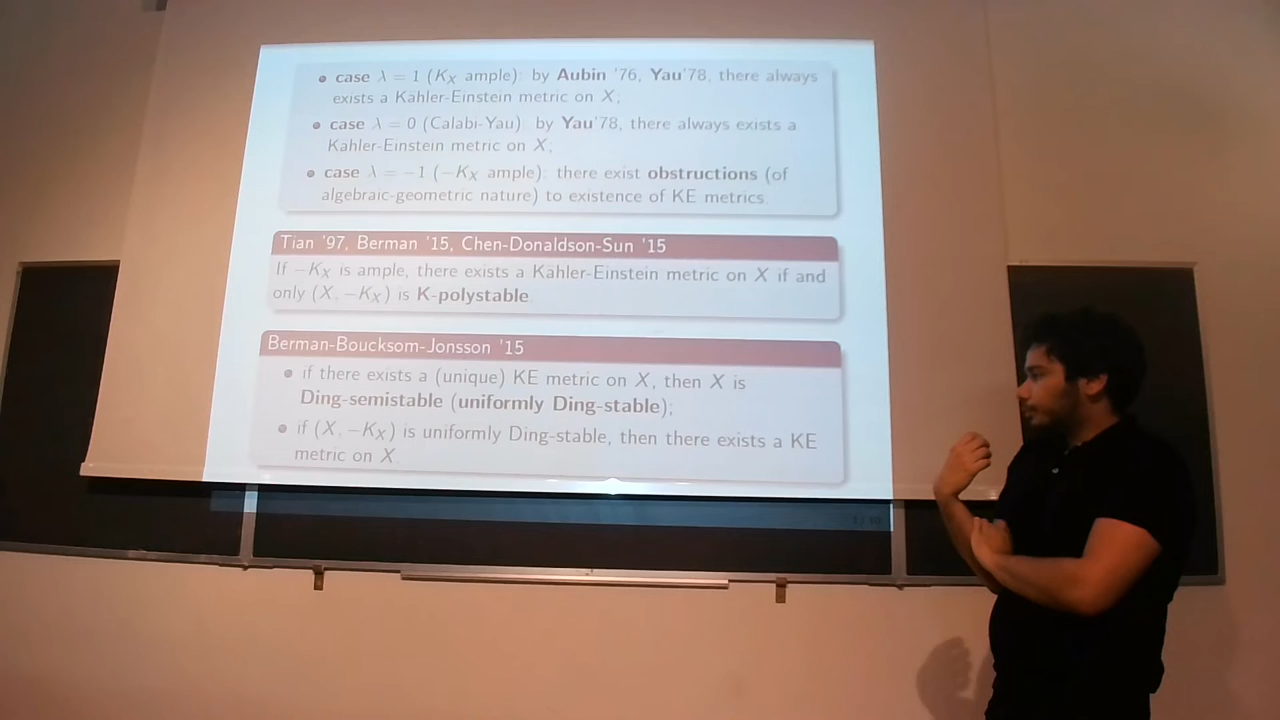 • case λ = 1 (K_X ample): by Aubin '76, Yau'78, there always
exists a Kähler-Einstein metric on X;
• case λ = 0 (Calabi-Yau): by Yau'78, there always exists a
Kähler-Einstein metric on X;
• case λ = −1 (−K_X ample): there exist obstructions (of
algebraic-geometric nature) to existence of KE metrics.
Tian '97, Berman '15, Chen-Donaldson-Sun '15
If −K_X is ample, there exists a Kähler-Einstein metric on X if and
only (X, −K_X) is K-polystable.
Berman-Boucksom-Jonsson '15
• if there exists a (unique) KE metric on X, then X is
Ding-semistable (uniformly Ding-stable);
• if (X, −K_X) is uniformly Ding-stable, then there exists a KE
metric on X.